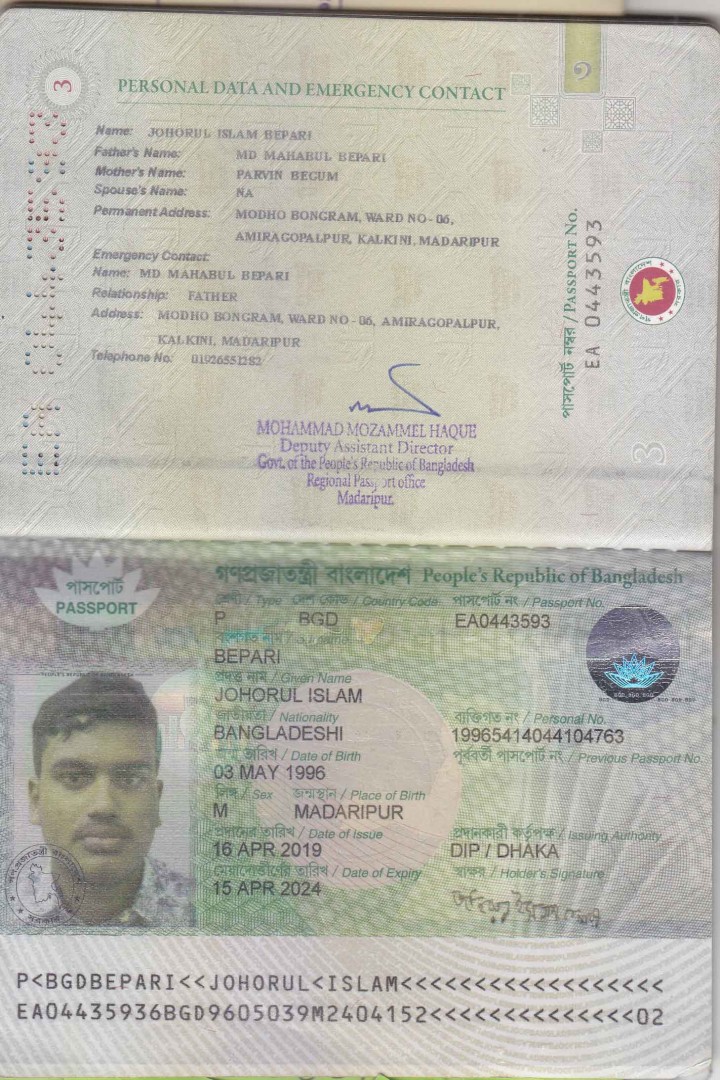 3
PERSONAL DATA AND EMERGENCY CONTACT
Name: JOHORUL ISLAM BEPARI
Father's Name: MD MAHABUL BEPARI
Mother's Name: PARVIN BEGUM
Spouse's Name: NA
Permanent Address: MODHO BONGRAM, WARD NO - 06,
AMIRAGOPALPUR, KALKINI, MADARIPUR
Emergency Contact:
Name: MD MAHABUL BEPARI
Relationship: FATHER
Address: MODHO BONGRAM, WARD NO - 06, AMIRAGOPALPUR,
KALKINI, MADARIPUR
Telephone No: 01926551282
MOHAMMAD MOZAMMEL HAQUE
Deputy Assistant Director
Govt. of the People's Republic of Bangladesh
Regional office
Madaripur.
১
পাসপোর্ট নম্বর / PASSPORT No.
EA 0443593
3
পাসপোর্ট
PASSPORT
গণপ্রজাতন্ত্রী বাংলাদেশ People's Republic of Bangladesh
শ্রেণী / Type দেশ কোড / Country Code পাসপোর্ট নং / Passport No.
P BGD EA0443593
বংশগত নাম / Surname
BEPARI
প্রদত্ত নাম / Given Name
JOHORUL ISLAM
জাতীয়তা / Nationality ব্যক্তিগত নং / Personal No.
BANGLADESHI 19965414044104763
জন্ম তারিখ / Date of Birth পূর্ববর্তী পাসপোর্ট নং / Previous Passport No.
03 MAY 1996
লিঙ্গ / Sex জন্মস্থান / Place of Birth
M MADARIPUR
প্রদানের তারিখ / Date of Issue প্রদানকারী কর্তৃপক্ষ / Issuing Authority
16 APR 2019 DIP / DHAKA
মেয়াদোত্তীর্ণের তারিখ / Date of Expiry স্বাক্ষর / Holder's Signature
15 APR 2024
P<BGDBEPARI<<JOHORUL<ISLAM<<<<<<<<<<<<<<<<<<
EA04435936BGD9605039M2404152<<<<<<<<<<<<<<02